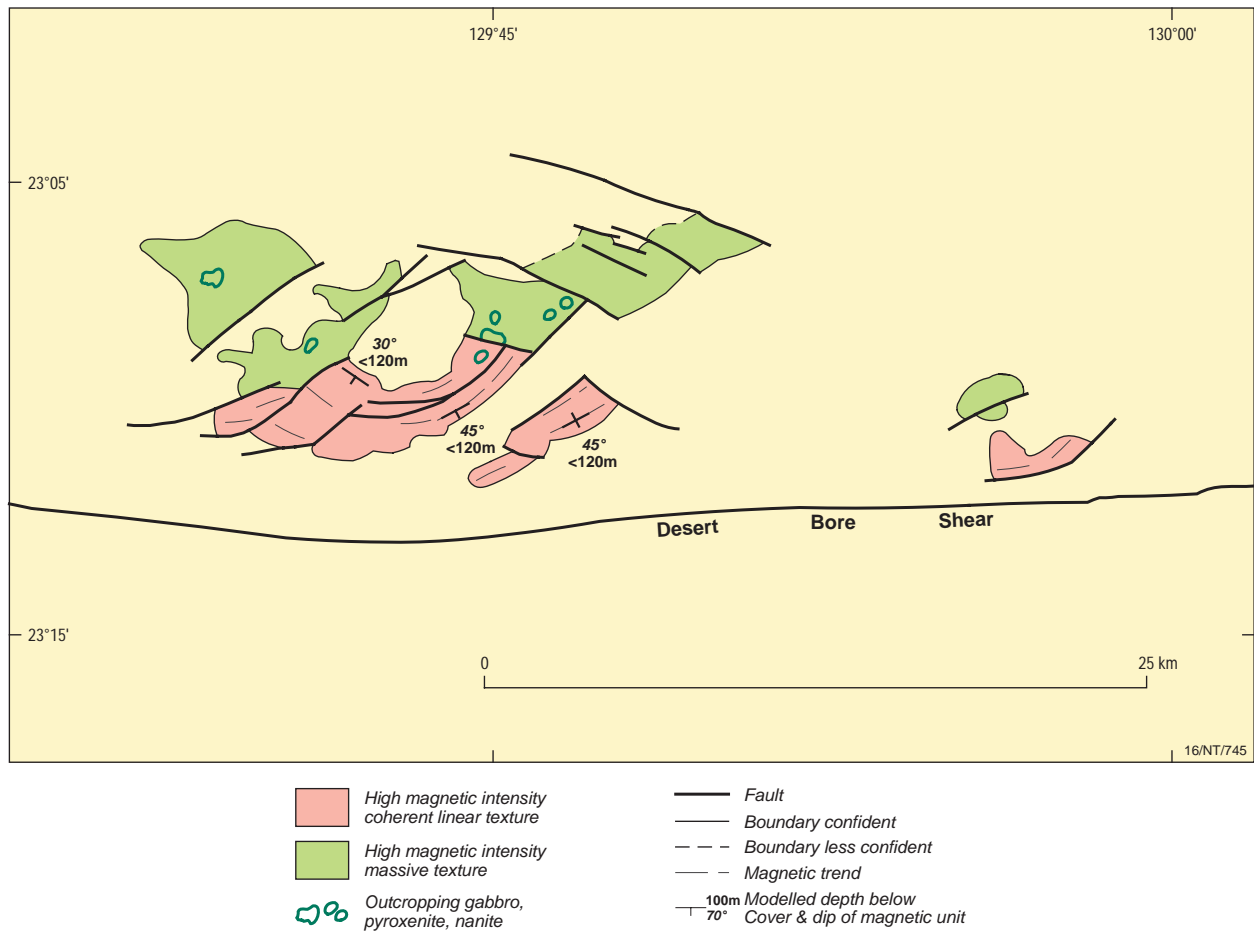 129°45'
130°00'
23°05'
30°
<120m
45°
<120m
45°
<120m
Desert Bore Shear
23°15'
0
25 km
16/NT/745
High magnetic intensity
coherent linear texture
High magnetic intensity
massive texture
Outcropping gabbro,
pyroxenite, nanite
Fault
Boundary confident
Boundary less confident
Magnetic trend
100m
70°
Modelled depth below
Cover & dip of magnetic unit